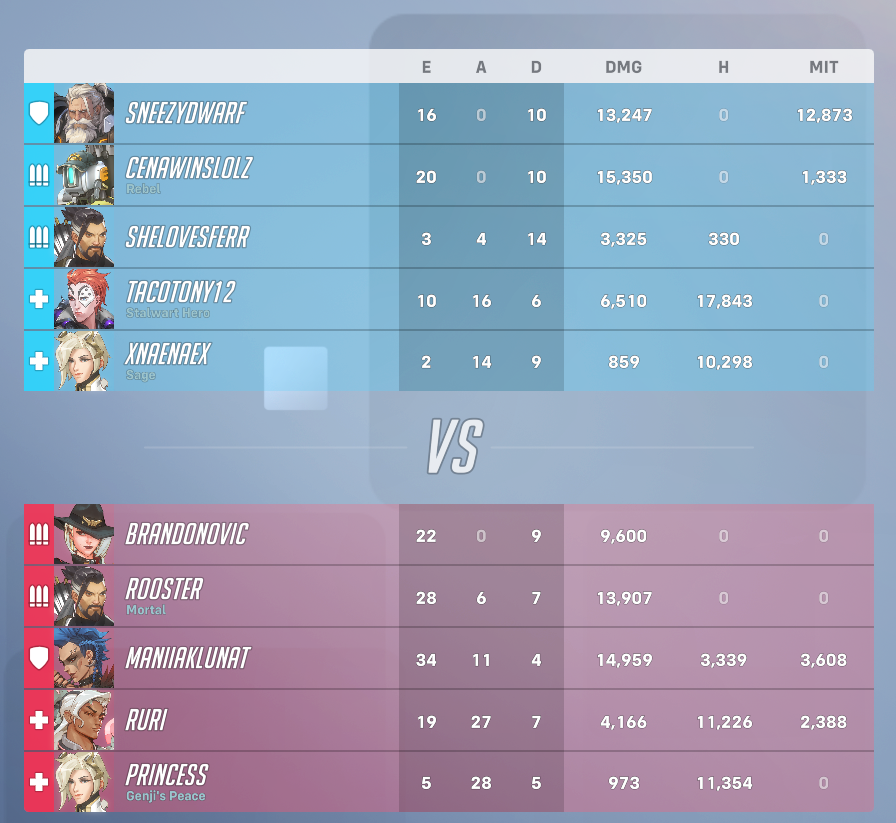 E A D DMG H MIT
SNEEZYDWARF 16 0 10 13,247 0 12,873
CENAWINSLOLZ 20 0 10 15,350 0 1,333
Rebel
SHELOVESFERR 3 4 14 3,325 330 0
TACOTONY12 10 16 6 6,510 17,843 0
Stalwart Hero
XNAENAEX 2 14 9 859 10,298 0
Sage
VS
BRANDONOVIC 22 0 9 9,600 0 0
ROOSTER 28 6 7 13,907 0 0
Mortal
MANIIAKLUNAT 34 11 4 14,959 3,339 3,608
RURI 19 27 7 4,166 11,226 2,388
PRINCESS 5 28 5 973 11,354 0
Genji's Peace